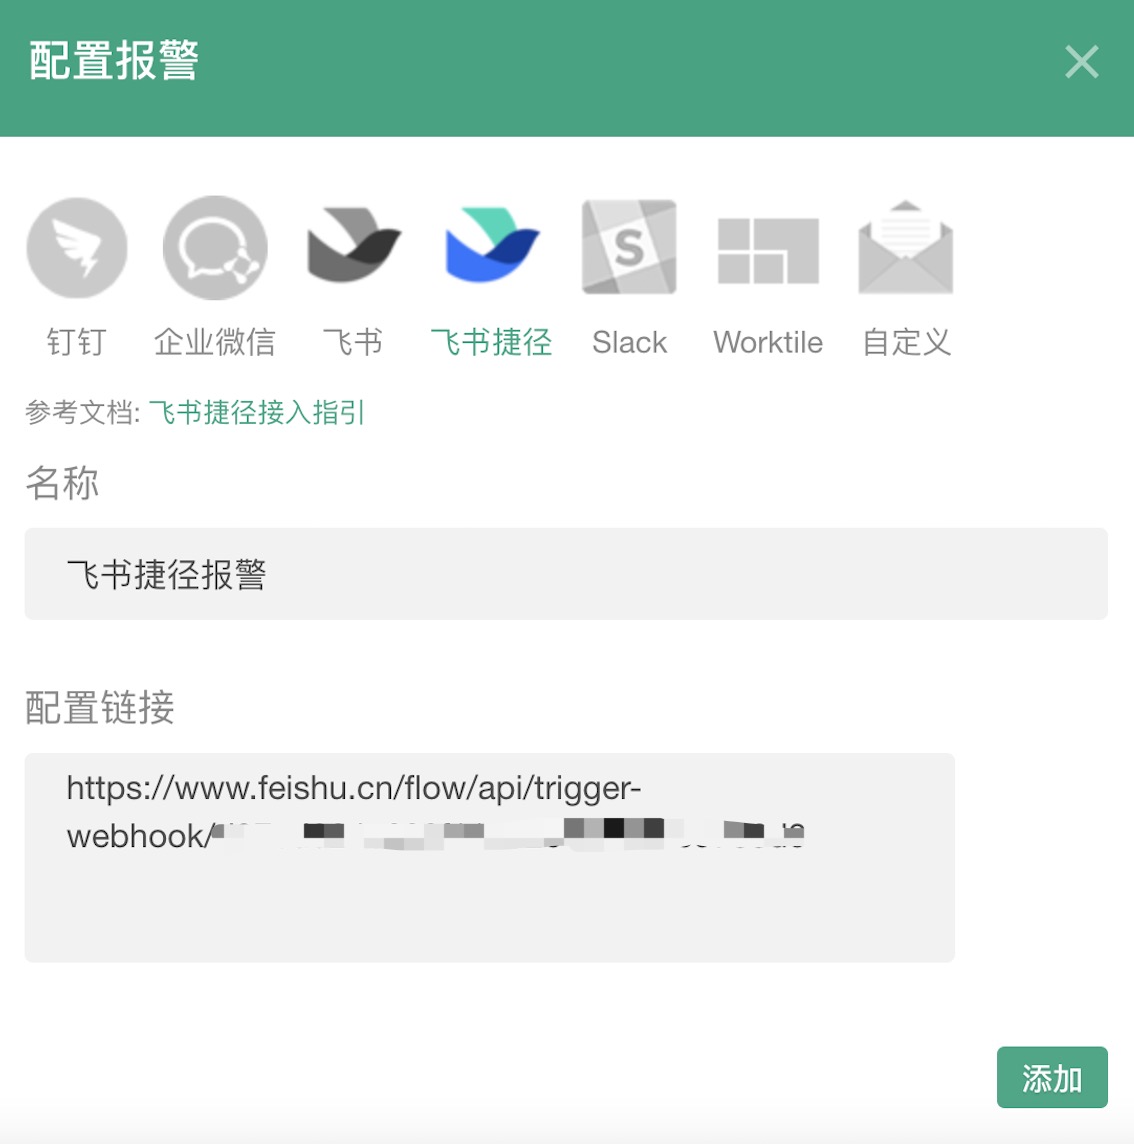 配置报警
钉钉 企业微信 飞书 飞书捷径 Slack Worktile 自定义
参考文档: 飞书捷径接入指引
名称
飞书捷径报警
配置链接
https://www.feishu.cn/flow/api/trigger-
webhook/
添加